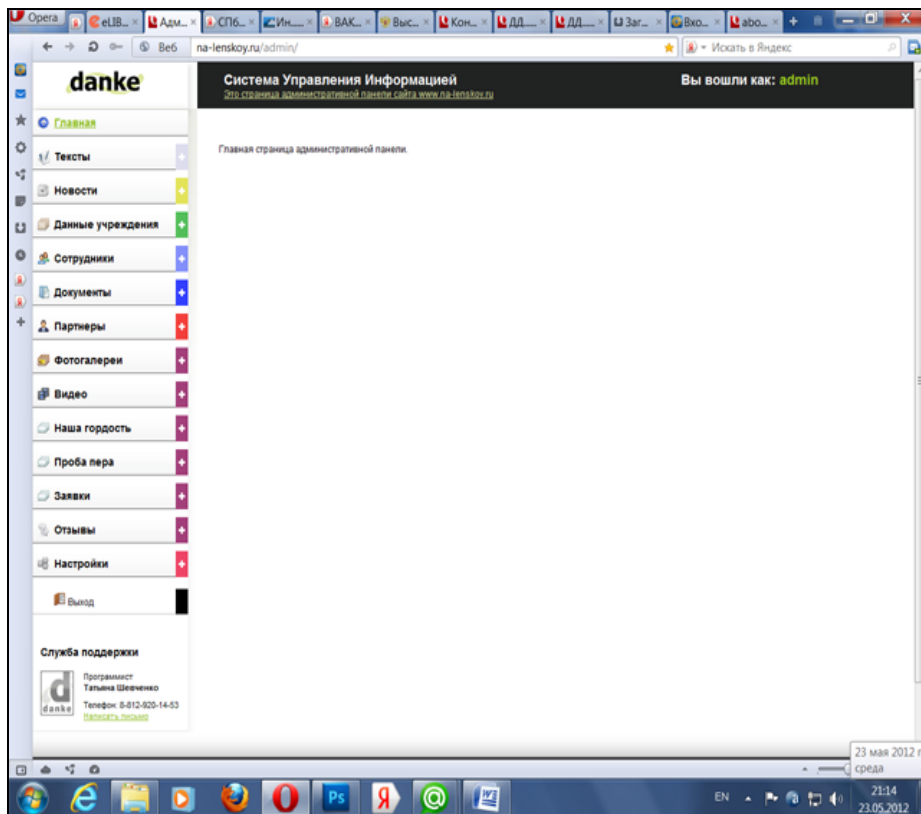 Opera
eLIB...
Адм...
СПб...
Ин...
ВАК...
Выс...
Кон...
ДД...
ДД...
Заг...
Вхо...
abo...
Веб
na-lenskoy.ru/admin/
Искать в Яндекс
danke
Система Управления Информацией
Это страница административной панели сайта www.na-lenskoy.ru
Вы вошли как: admin
Главная
Главная страница административной панели.
Тексты
Новости
Данные учреждения
Сотрудники
Документы
Партнеры
Фотогалереи
Видео
Наша гордость
Проба пера
Заявки
Отзывы
Настройки
Выход
Служба поддержки
Программист
Татьяна Шевченко
Телефон: 8-812-920-14-53
Написать письмо
danke
23 мая 2012 г
среда
Ps
EN
21:14
23.05.2012